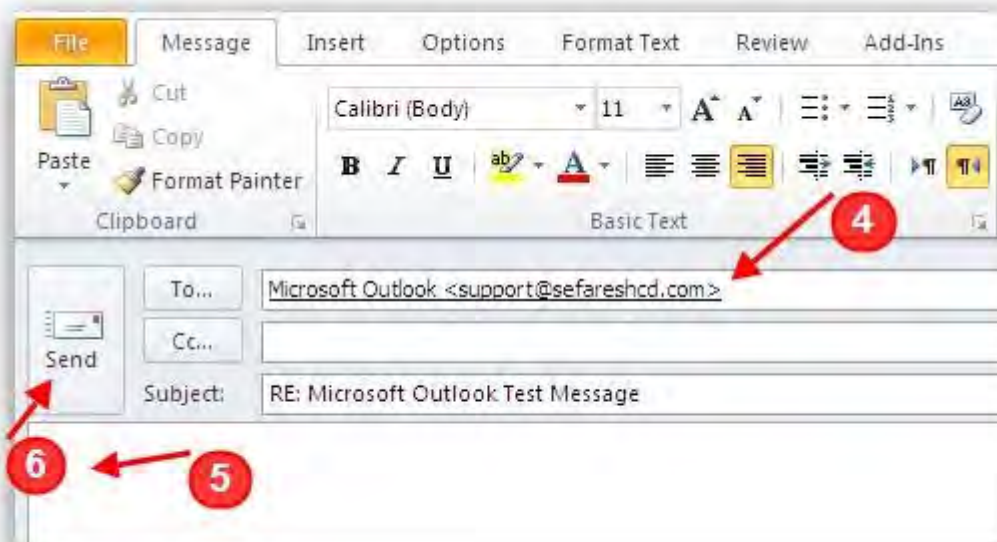 File Message Insert Options Format Text Review Add-Ins
Cut
Calibri (Body) 11 A A
Copy
Paste
Format Painter
B I U ab A
Clipboard Basic Text
4
To... Microsoft Outlook <support@sefareshcd.com>
Cc...
Send
Subject: RE: Microsoft Outlook Test Message
6
5